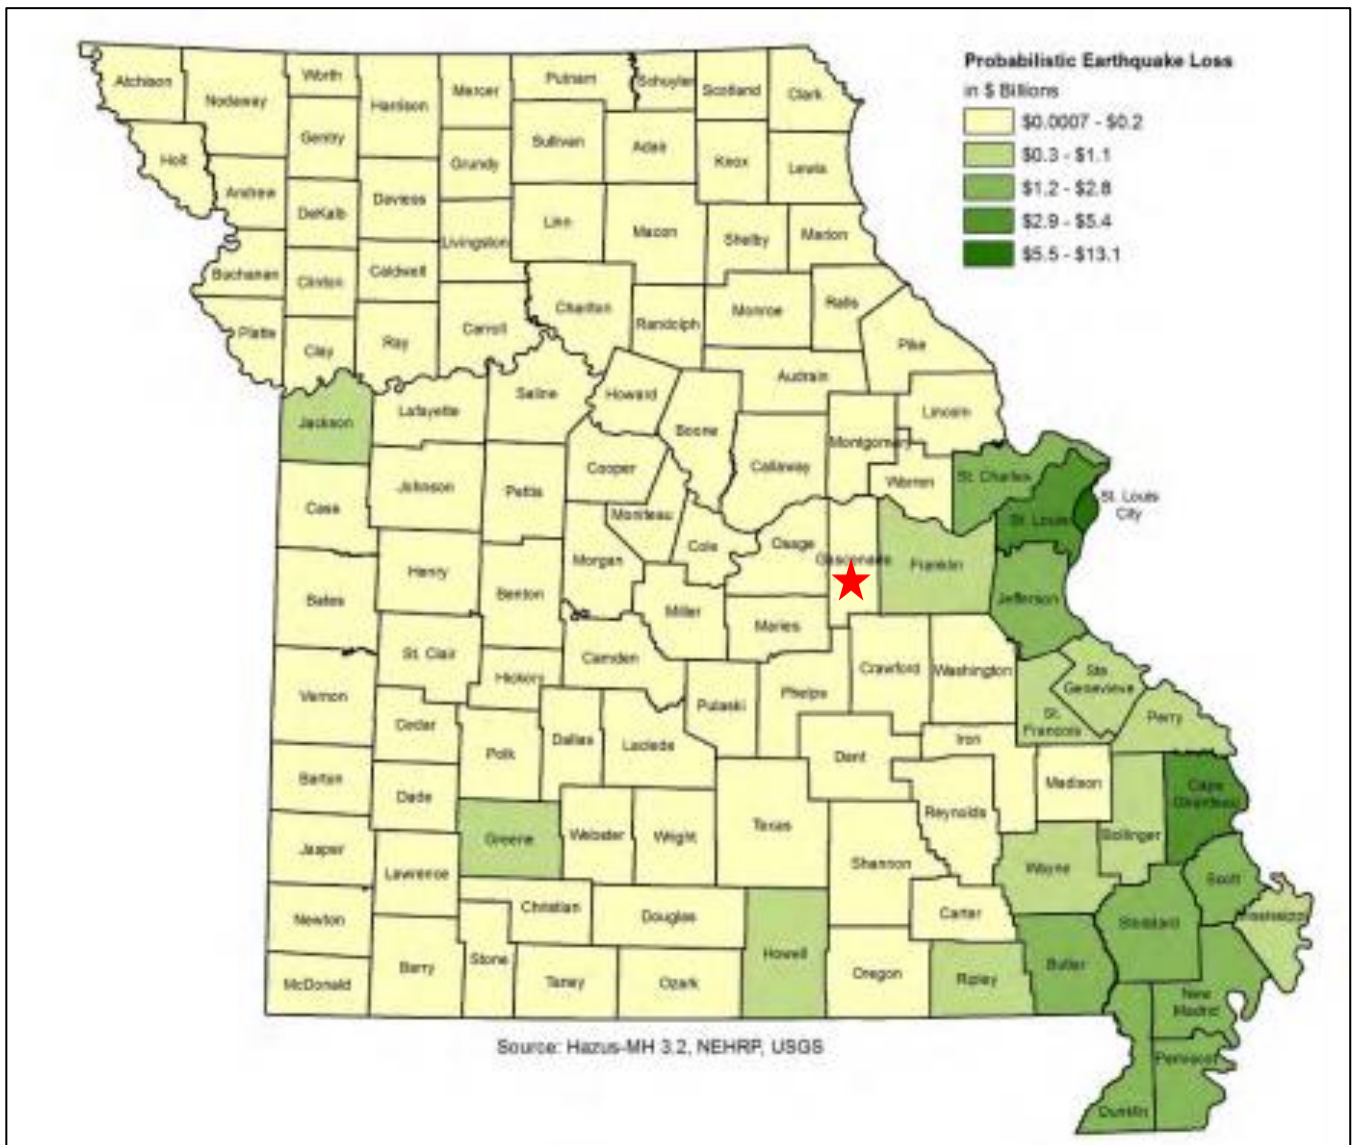 Probabilistic Earthquake Loss
in $ Billions
$0.0007 - $0.2
$0.3 - $1.1
$1.2 - $2.8
$2.9 - $5.4
$5.5 - $13.1
Atchison
Nodaway
Worth
Harrison
Mercer
Putnam
Schuyler
Scotland
Clark
Holt
Andrew
Gentry
DeKalb
Daviess
Grundy
Sullivan
Adair
Knox
Lewis
Buchanan
Clinton
Caldwell
Livingston
Linn
Macon
Shelby
Marion
Platte
Clay
Ray
Carroll
Chariton
Randolph
Monroe
Ralls
Pike
Audrain
Jackson
Lafayette
Saline
Howard
Boone
Callaway
Montgomery
Lincoln
Warren
St. Charles
St. Louis
St. Louis
City
Cass
Johnson
Pettis
Cooper
Moniteau
Cole
Osage
Gasconade
Franklin
Jefferson
Bates
Henry
Benton
Morgan
Miller
Maries
Vernon
St. Clair
Hickory
Camden
Pulaski
Phelps
Crawford
Washington
Ste
Genevieve
St.
Francois
Perry
Cedar
Polk
Dallas
Laclede
Dent
Iron
Madison
Barton
Dade
Greene
Webster
Wright
Texas
Shannon
Reynolds
Wayne
Bollinger
Cape
Girardeau
Jasper
Lawrence
Christian
Douglas
Howell
Carter
Scott
Stoddard
Mississippi
Newton
McDonald
Barry
Stone
Taney
Ozark
Oregon
Ripley
Butler
New
Madrid
Pemiscot
Dunklin
Source: Hazus-MH 3.2, NEHRP, USGS